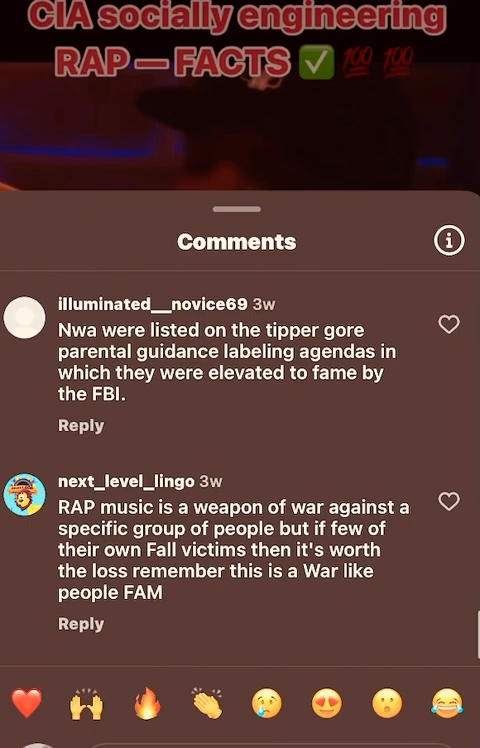 CIA socially engineering
RAP — FACTS ✅ 💯 💯
Comments
illuminated__novice69 3w
Nwa were listed on the tipper gore
parental guidance labeling agendas in
which they were elevated to fame by
the FBI.
Reply
next_level_lingo 3w
RAP music is a weapon of war against a
specific group of people but if few of
their own Fall victims then it's worth
the loss remember this is a War like
people FAM
Reply